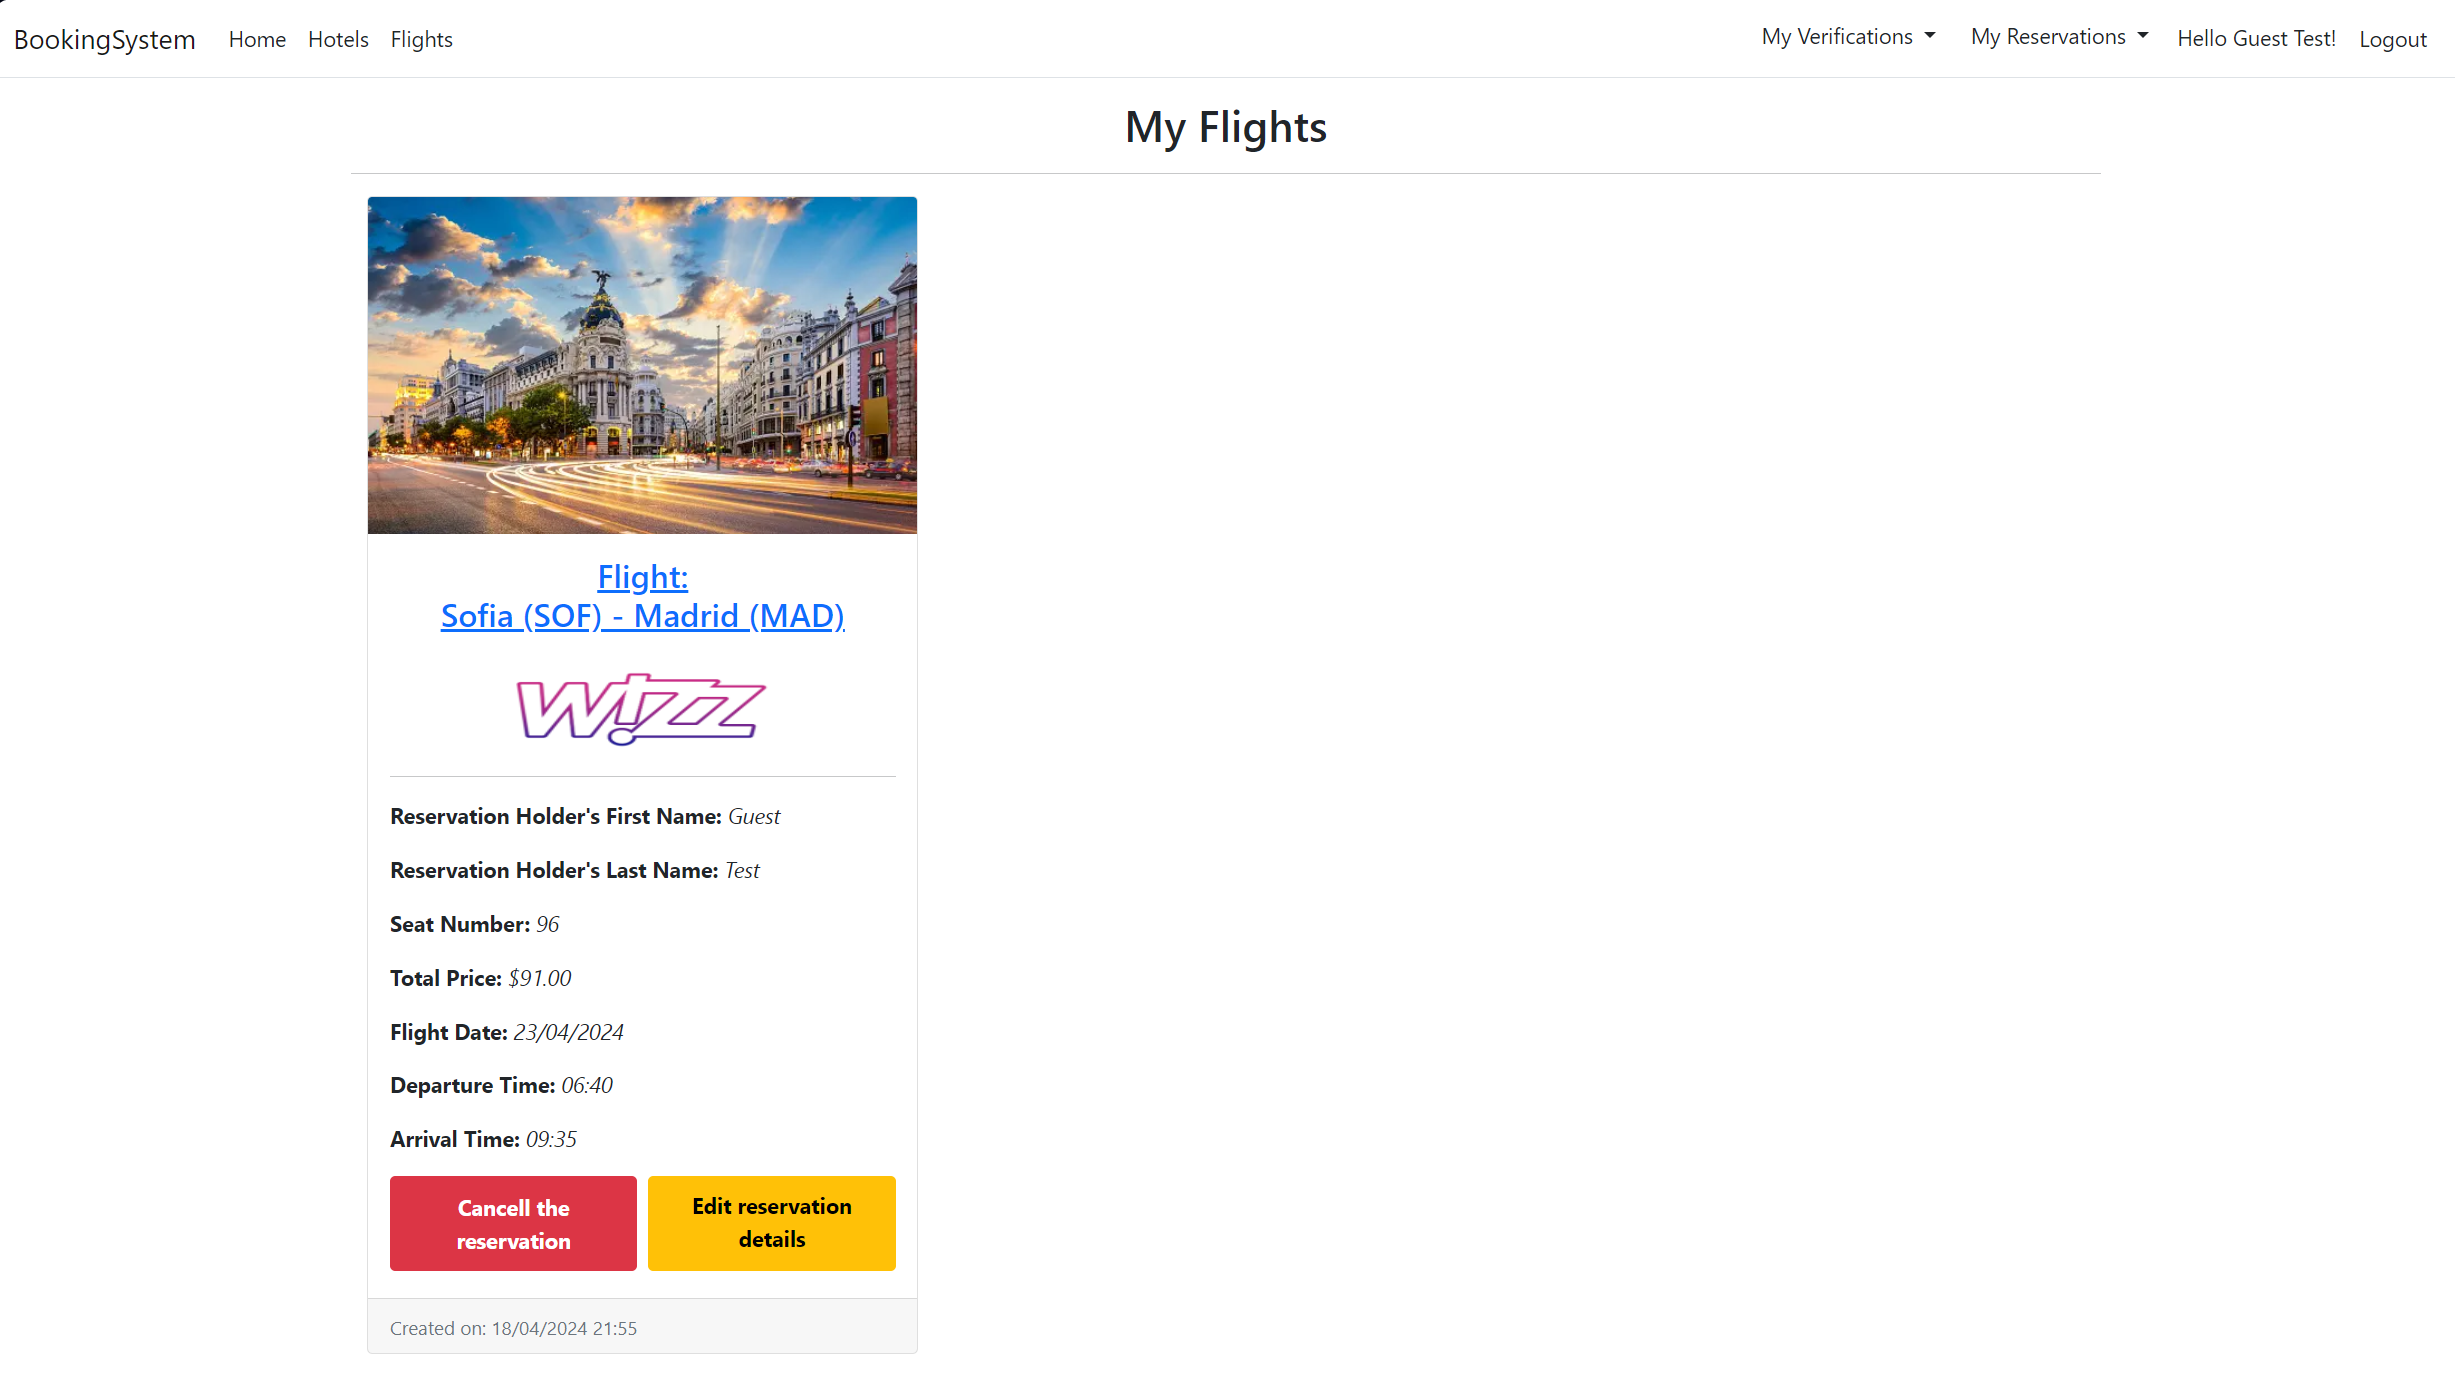 BookingSystem Home Hotels Flights My Verifications My Reservations Hello Guest Test! Logout
My Flights
Flight:
Sofia (SOF) - Madrid (MAD)
Wizz
Reservation Holder's First Name: Guest
Reservation Holder's Last Name: Test
Seat Number: 96
Total Price: $91.00
Flight Date: 23/04/2024
Departure Time: 06:40
Arrival Time: 09:35
Cancell the
reservation
Edit reservation
details
Created on: 18/04/2024 21:55